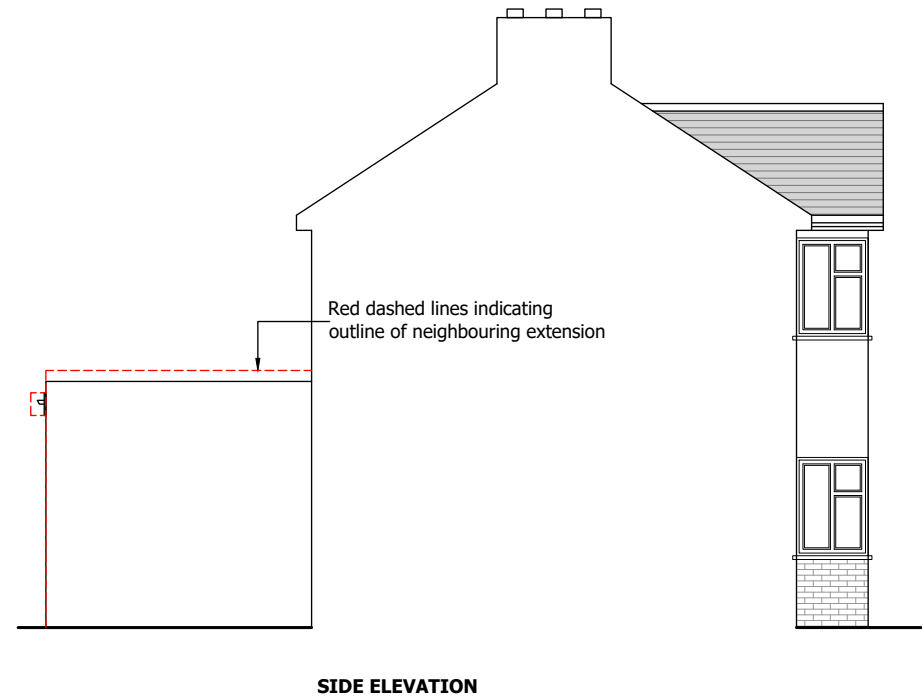 Red dashed lines indicating
outline of neighbouring extension
SIDE ELEVATION